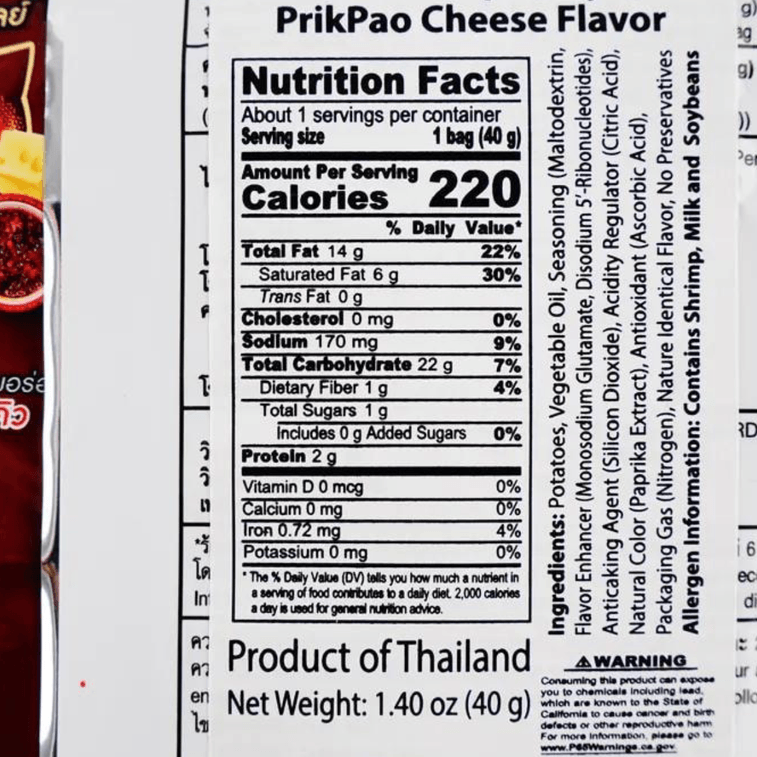 PrikPao Cheese Flavor
Nutrition Facts
About 1 servings per container
Serving size 1 bag (40 g)
Amount Per Serving
Calories 220
% Daily Value*
Total Fat 14 g 22%
Saturated Fat 6 g 30%
Trans Fat 0 g
Cholesterol 0 mg 0%
Sodium 170 mg 9%
Total Carbohydrate 22 g 7%
Dietary Fiber 1 g 4%
Total Sugars 1 g
Includes 0 g Added Sugars 0%
Protein 2 g
Vitamin D 0 mcg 0%
Calcium 0 mg 0%
Iron 0.72 mg 4%
Potassium 0 mg 0%
* The % Daily Value (DV) tells you how much a nutrient in
a serving of food contributes to a daily diet. 2,000 calories
a day is used for general nutrition advice.
Product of Thailand
Net Weight: 1.40 oz (40 g)
Ingredients: Potatoes, Vegetable Oil, Seasoning (Maltodextrin,
Flavor Enhancer (Monosodium Glutamate, Disodium 5'-Ribonucleotides),
Anticaking Agent (Silicon Dioxide), Acidity Regulator (Citric Acid),
Natural Color (Paprika Extract), Antioxidant (Ascorbic Acid),
Packaging Gas (Nitrogen), Nature Identical Flavor, No Preservatives
Allergen Information: Contains Shrimp, Milk and Soybeans
⚠WARNING
Consuming this product can expose
you to chemicals including lead,
which are known to the State of
California to cause cancer and birth
defects or other reproductive harm
For more information, please go to
www.P65Warnings.ca.gov